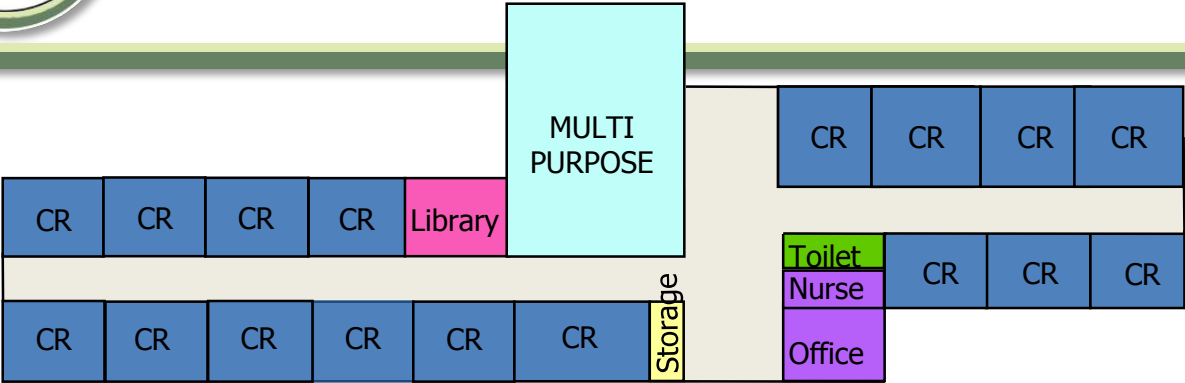 MULTI
PURPOSE
CR CR CR CR
CR CR CR CR Library
Toilet
Nurse
CR CR CR
Storage
CR CR CR CR CR CR
Office